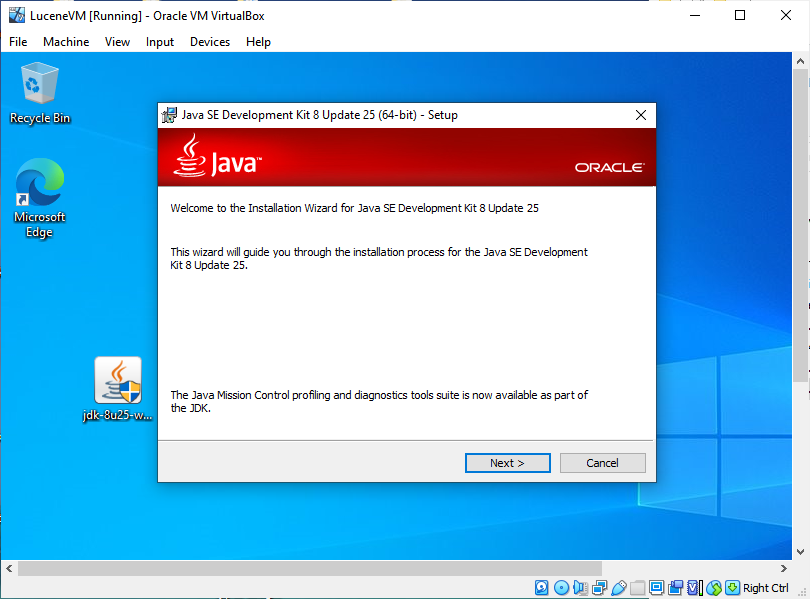 LuceneVM [Running] - Oracle VM VirtualBox
File Machine View Input Devices Help
Recycle Bin
Microsoft
Edge
jdk-8u25-w...
Java SE Development Kit 8 Update 25 (64-bit) - Setup
Java™
ORACLE®
Welcome to the Installation Wizard for Java SE Development Kit 8 Update 25
This wizard will guide you through the installation process for the Java SE Development
Kit 8 Update 25.
The Java Mission Control profiling and diagnostics tools suite is now available as part of
the JDK.
Next > Cancel
Right Ctrl